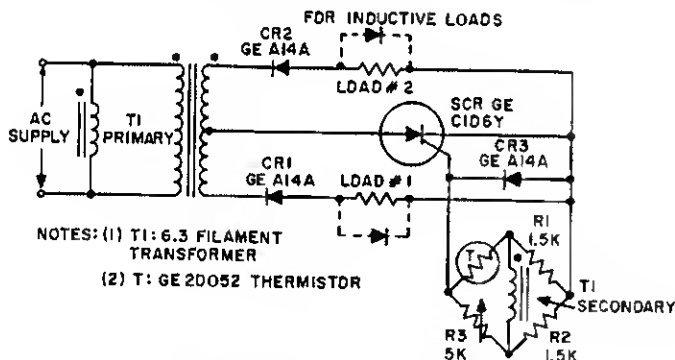 FOR INDUCTIVE LOADS
CR2
GE A14A
LOAD # 2
AC
SUPPLY
T1
PRIMARY
SCR GE
C1D6Y
CR3
GE A14A
CR1
GE A14A
LOAD #1
R1
1.5K
T
T1
SECONDARY
R3
5K
R2
1.5K
NOTES: (1) T1: 6.3 FILAMENT
TRANSFORMER
(2) T: GE 2D052 THERMISTOR